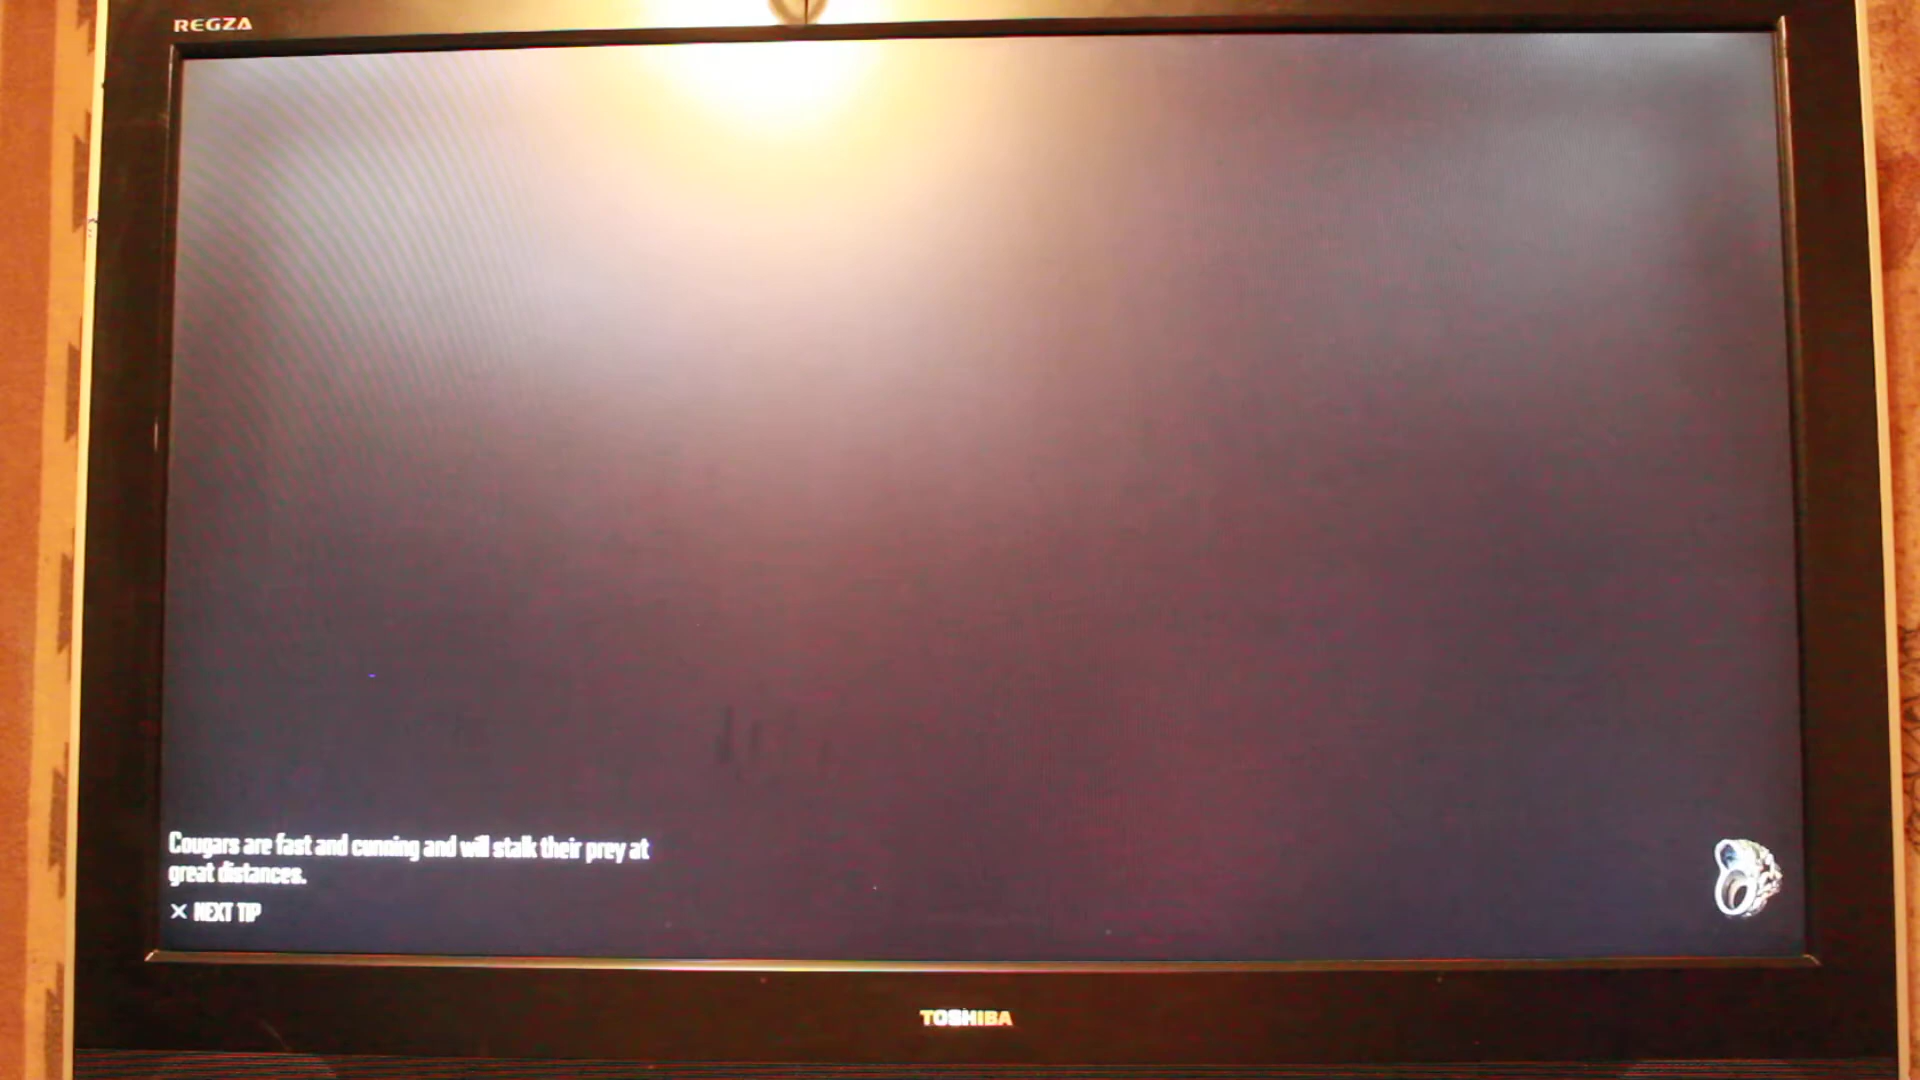 REGZA
Cougars are fast and cunning and will stalk their prey at
great distances.
× NEXT TIP
TOSHIBA